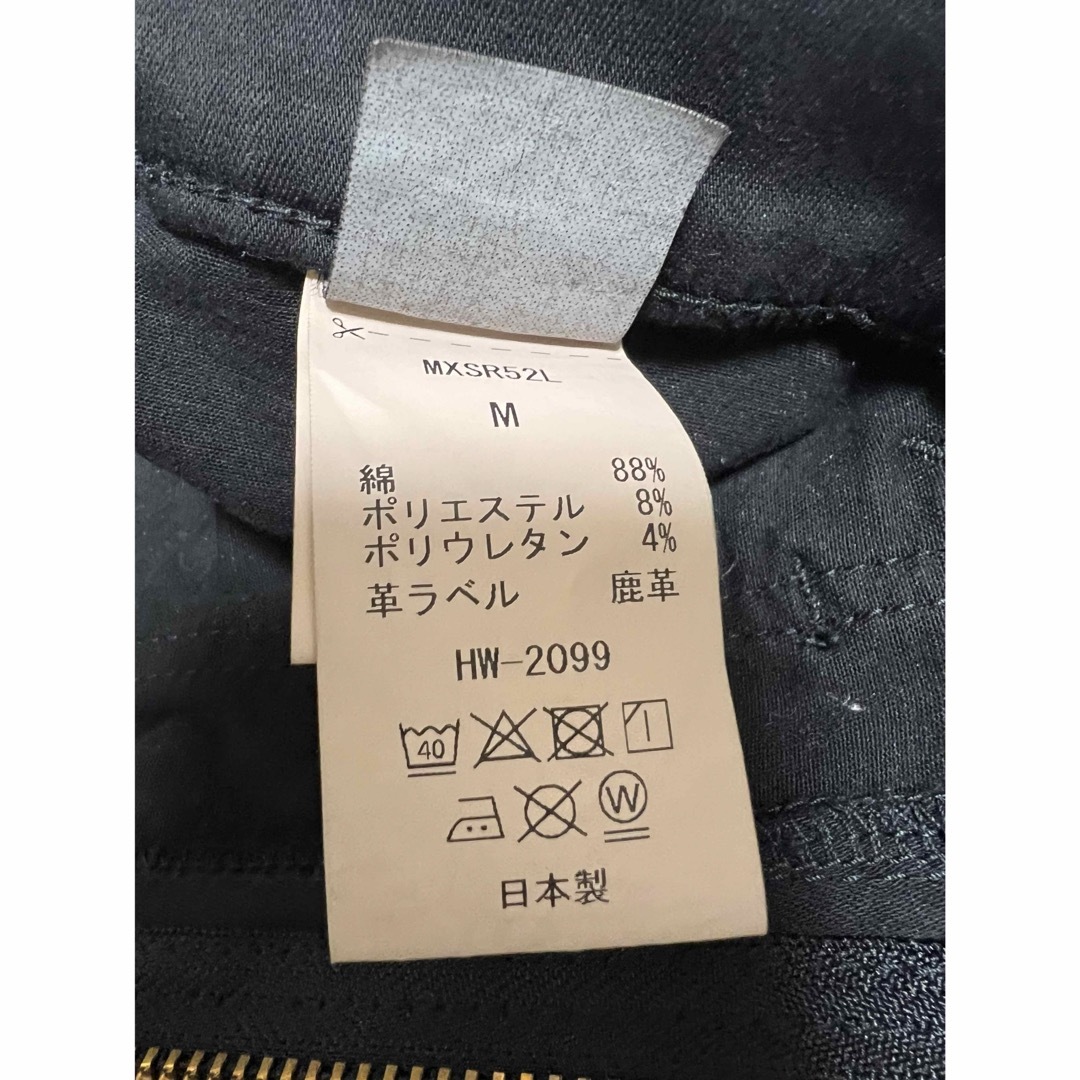 MXSR52L
M
綿 88%
ポリエステル 8%
ポリウレタン 4%
革ラベル 鹿革
HW-2099
40
W
日本製